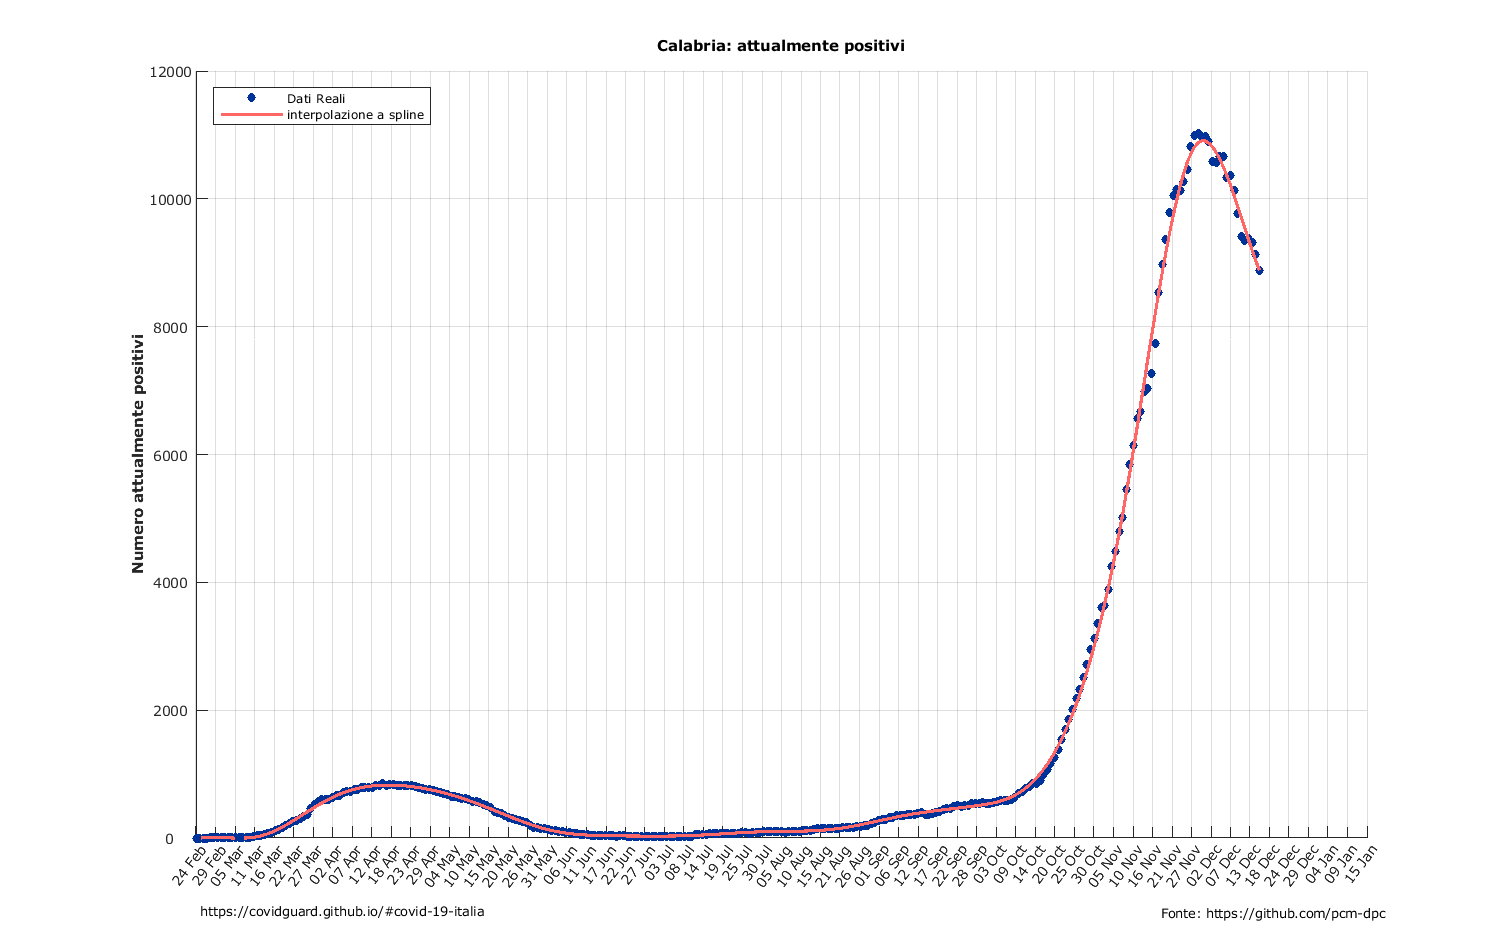 Calabria: attualmente positivi
12000
10000
8000
6000
4000
2000
0
Numero attualmente positivi
Dati Reali
interpolazione a spline
24 Feb
29 Feb
05 Mar
11 Mar
16 Mar
22 Mar
27 Mar
02 Apr
07 Apr
12 Apr
18 Apr
23 Apr
29 Apr
04 May
10 May
15 May
20 May
26 May
31 May
06 Jun
11 Jun
17 Jun
22 Jun
27 Jun
03 Jul
08 Jul
14 Jul
19 Jul
25 Jul
30 Jul
05 Aug
10 Aug
15 Aug
21 Aug
26 Aug
01 Sep
06 Sep
12 Sep
17 Sep
22 Sep
28 Sep
03 Oct
09 Oct
14 Oct
20 Oct
25 Oct
30 Oct
05 Nov
10 Nov
16 Nov
21 Nov
27 Nov
02 Dec
07 Dec
13 Dec
18 Dec
24 Dec
29 Dec
04 Jan
09 Jan
15 Jan
https://covidguard.github.io/#covid-19-italia
Fonte: https://github.com/pcm-dpc